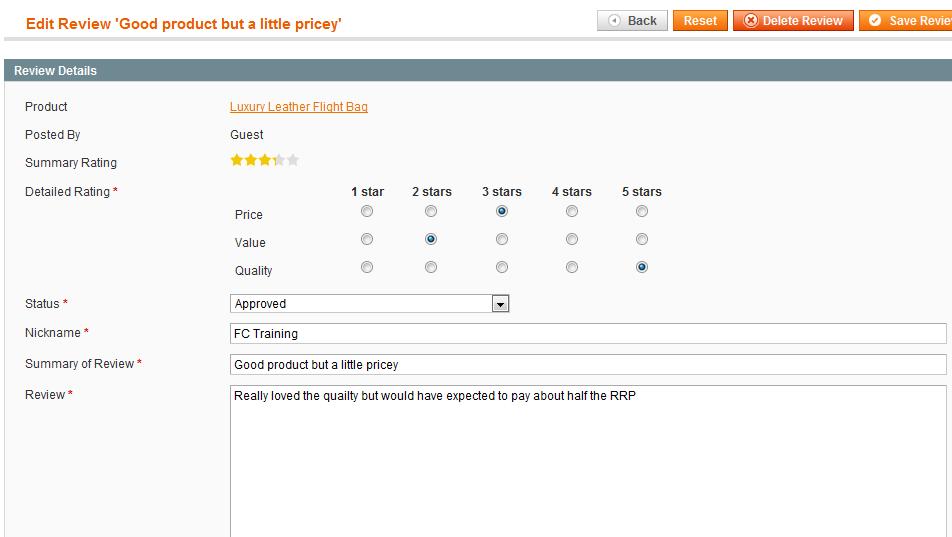 Edit Review 'Good product but a little pricey'
Back Reset Delete Review Save Revie
Review Details
Product Luxury Leather Flight Bag
Posted By Guest
Summary Rating
Detailed Rating *
1 star 2 stars 3 stars 4 stars 5 stars
Price
Value
Quality
Status * Approved
Nickname * FC Training
Summary of Review * Good product but a little pricey
Review * Really loved the quailty but would have expected to pay about half the RRP